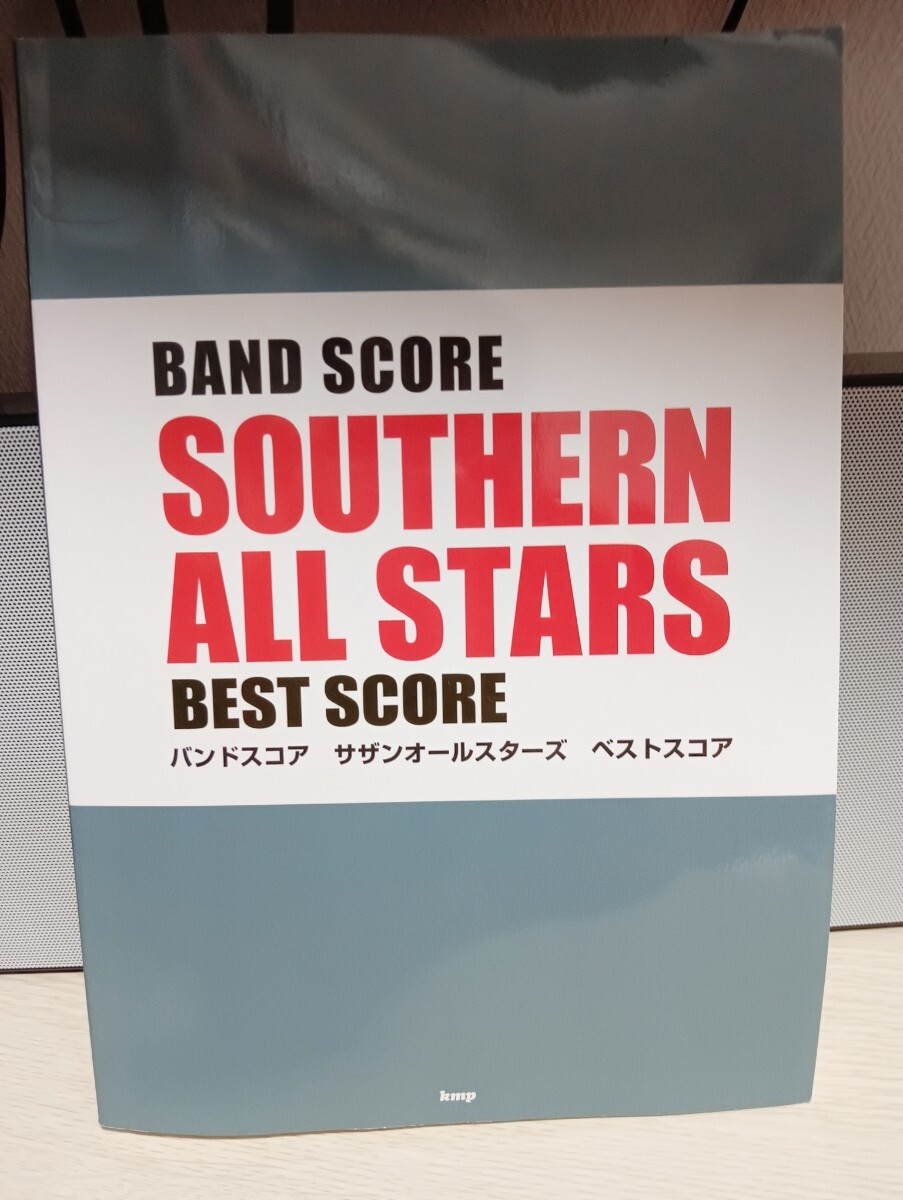 BAND SCORE
SOUTHERN
ALL STARS
BEST SCORE
バンドスコア サザンオールスターズ ベストスコア
kmp